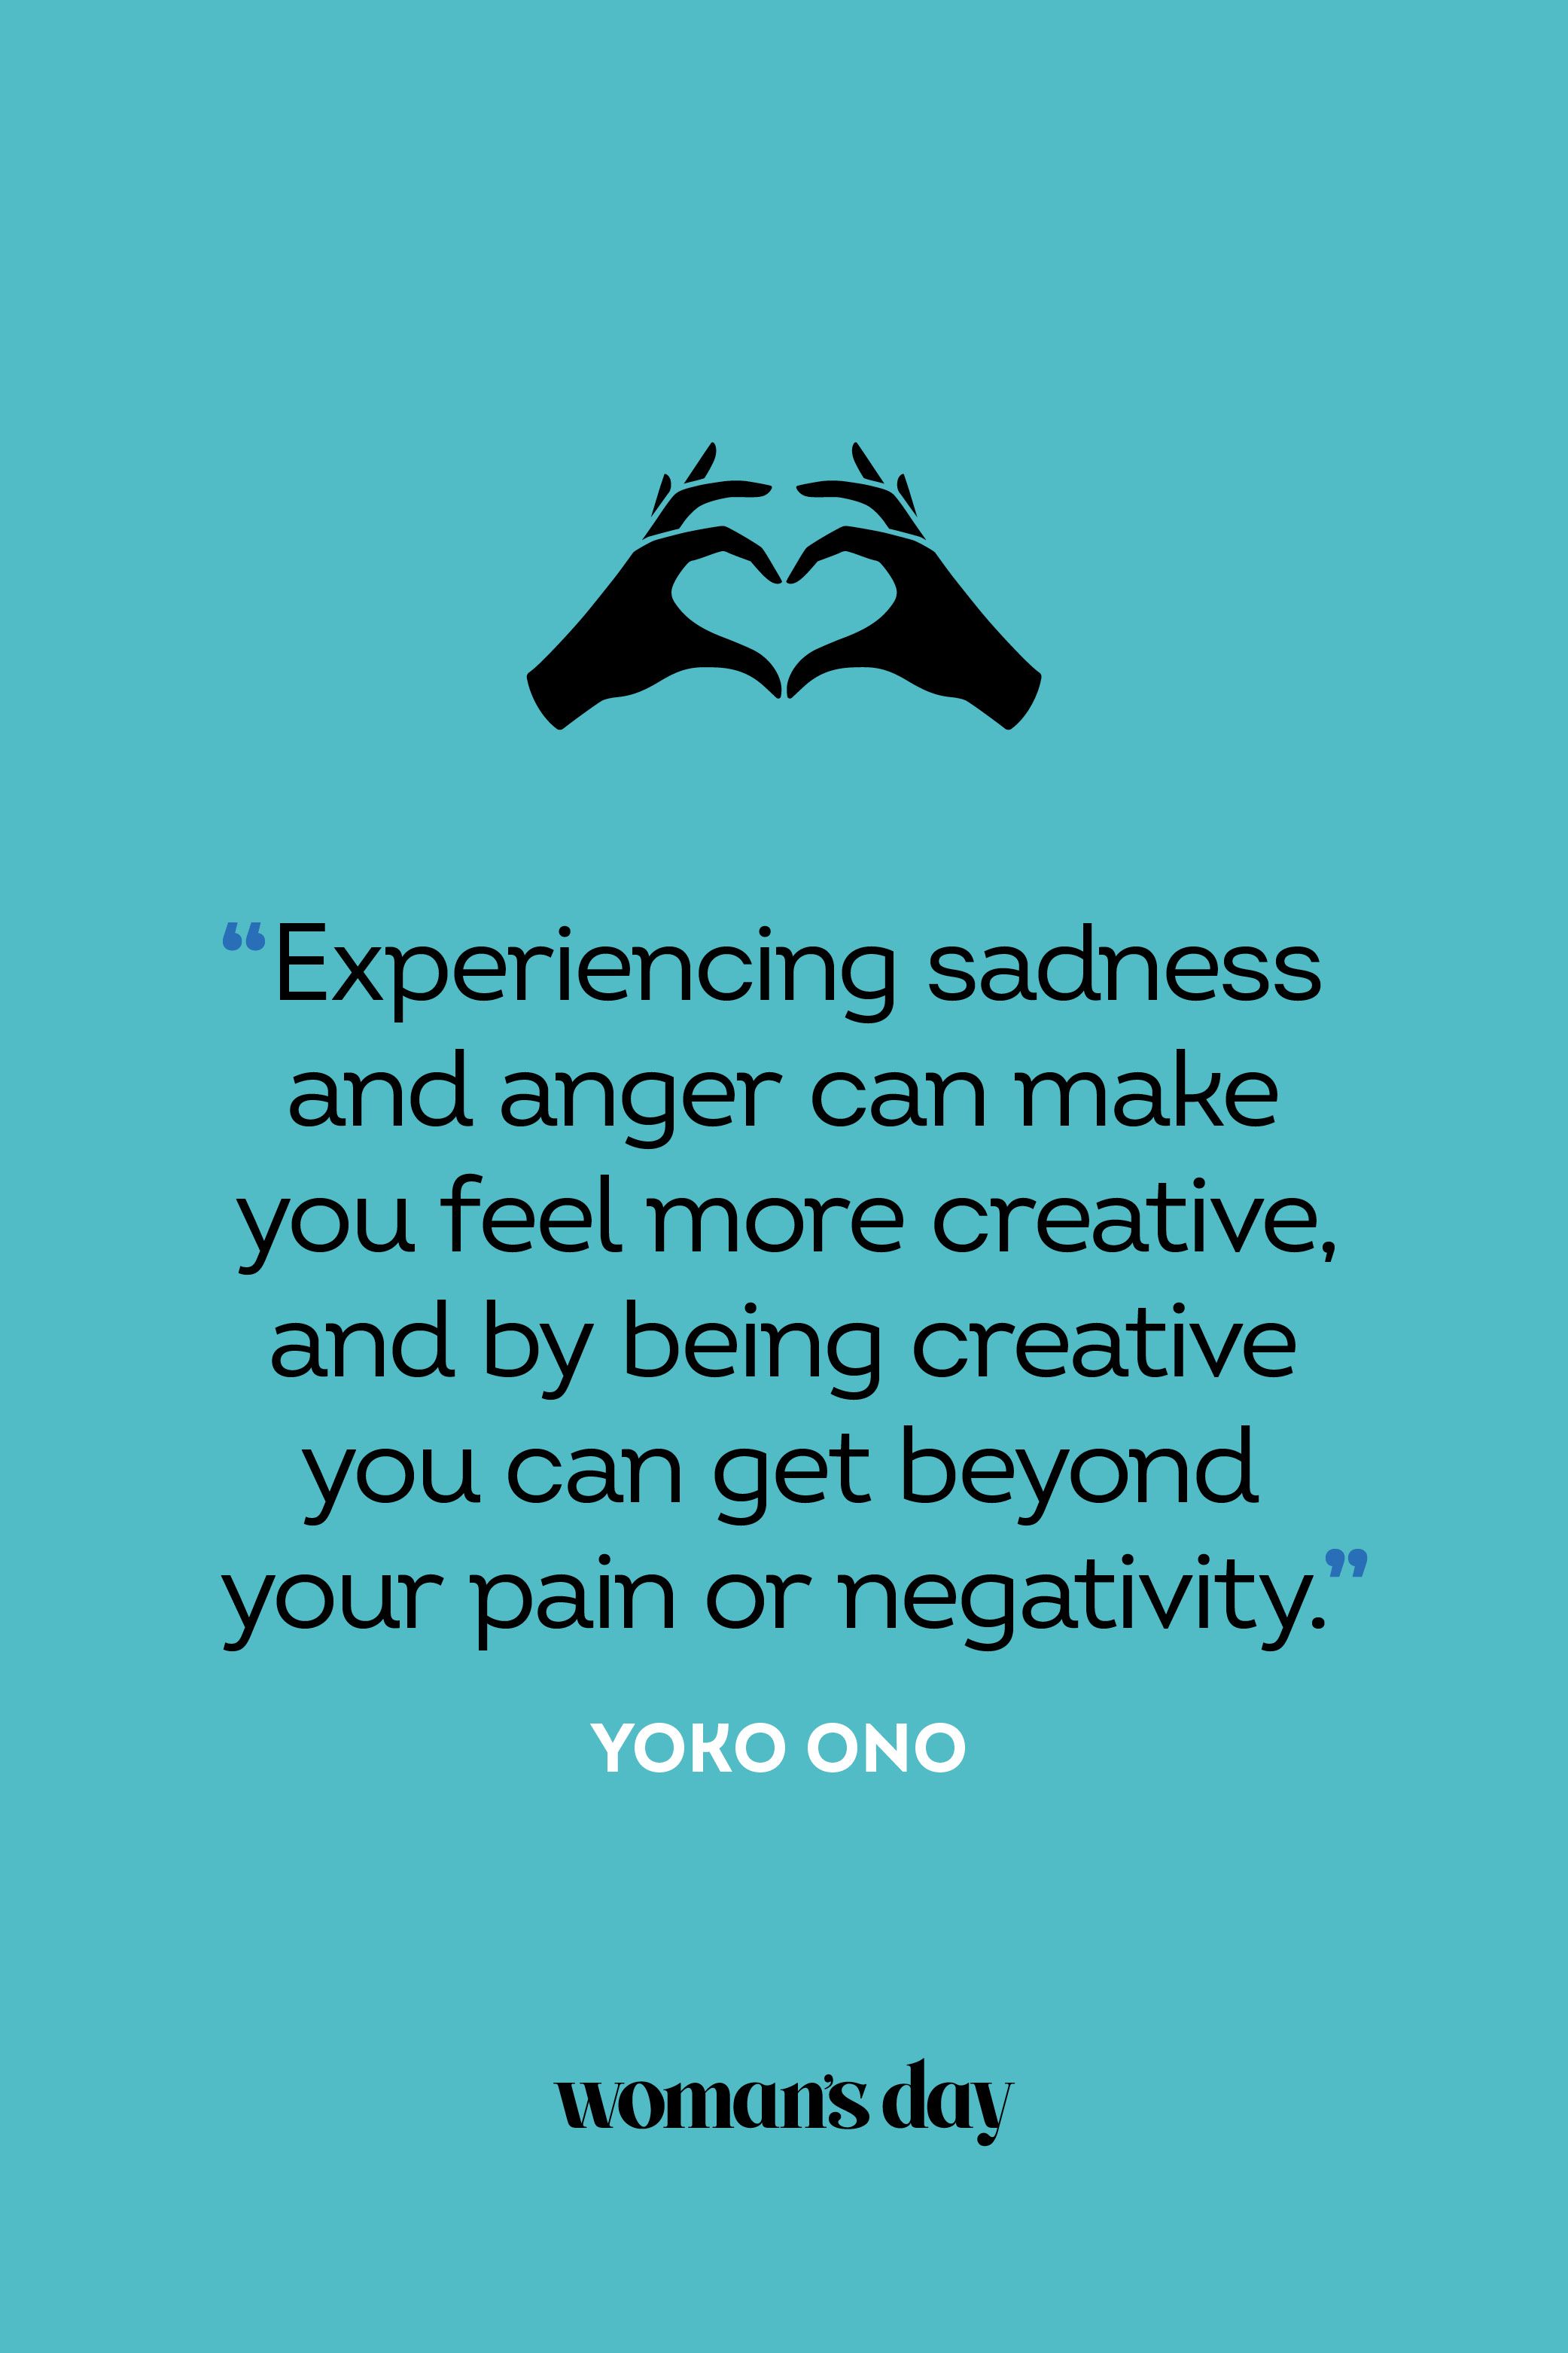 “Experiencing sadness
and anger can make
you feel more creative,
and by being creative
you can get beyond
your pain or negativity.”
YOKO ONO
woman's day